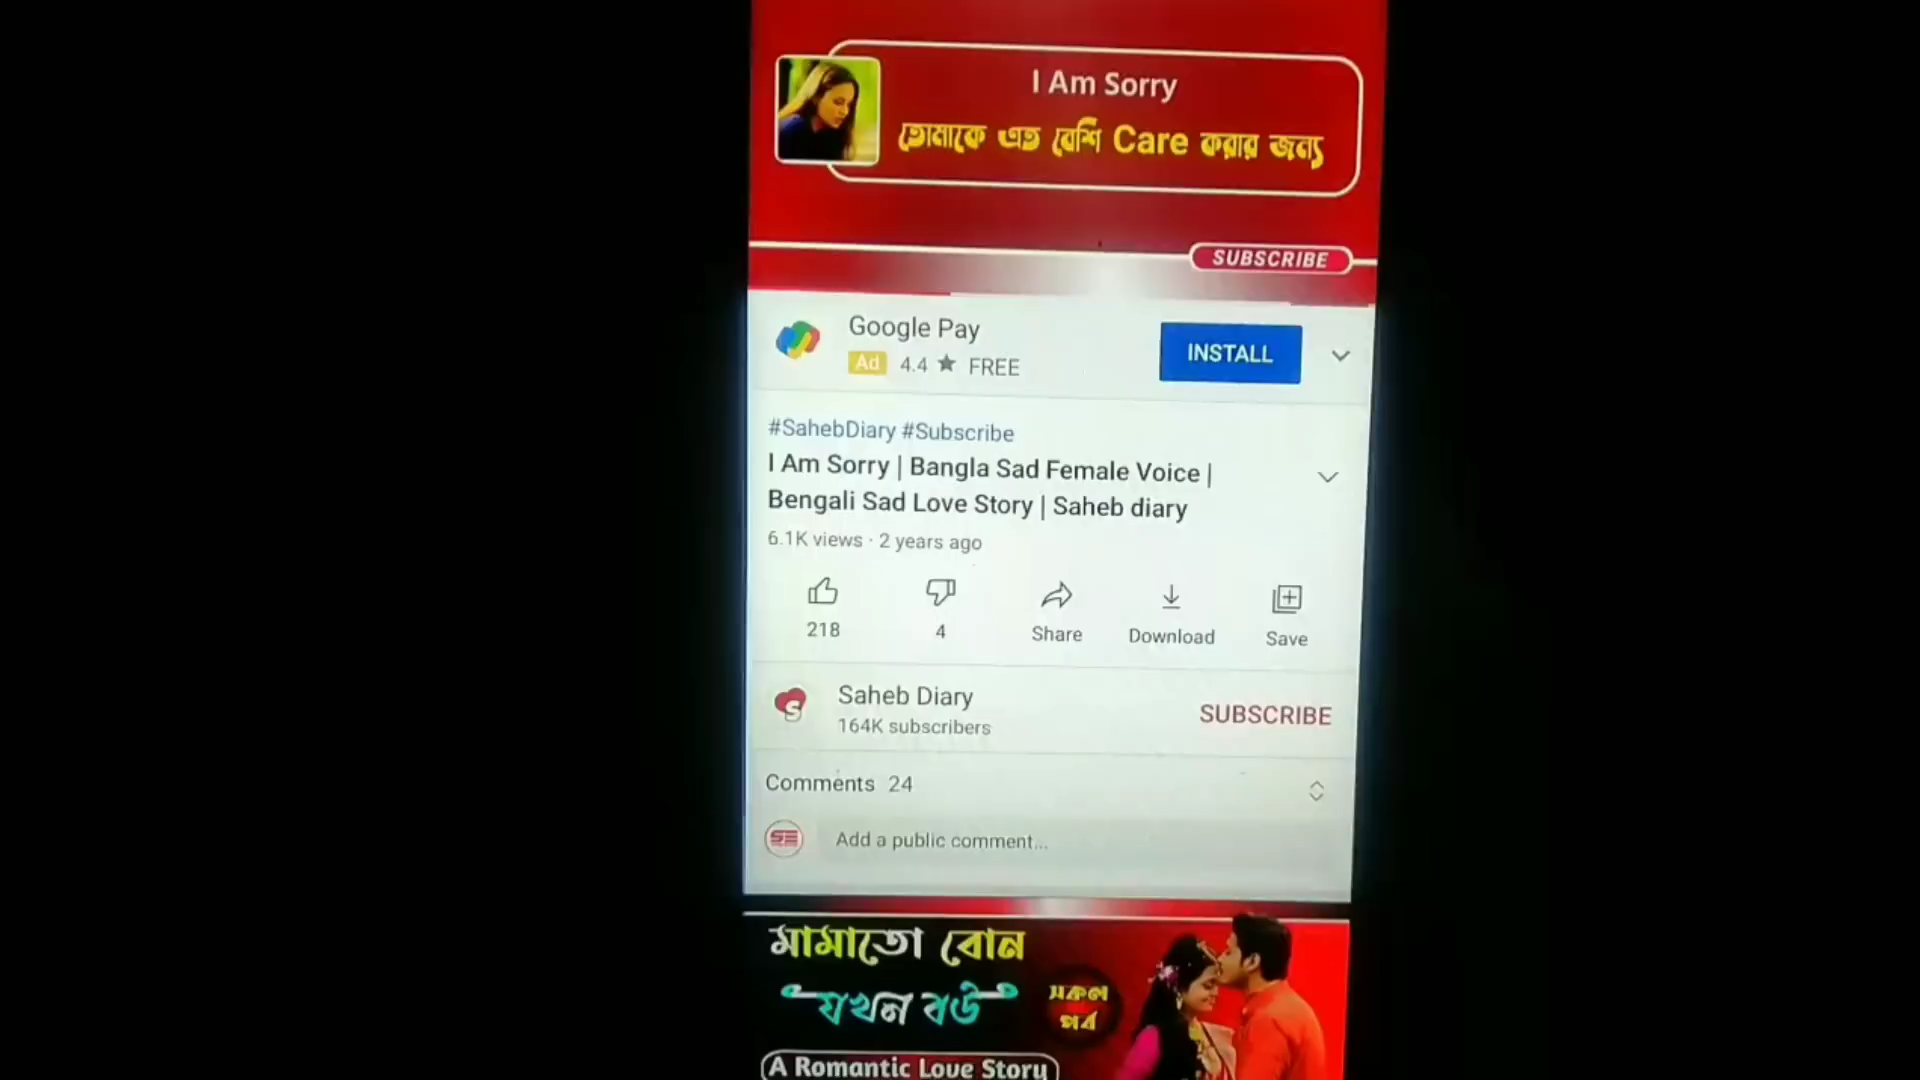 I Am Sorry
তোমাকে এত বেশি Care করার জন্য
SUBSCRIBE
Google Pay
INSTALL
Ad 4.4 ★ FREE
#SahebDiary #Subscribe
I Am Sorry | Bangla Sad Female Voice |
Bengali Sad Love Story | Saheb diary
6.1K views · 2 years ago
218
4
Share
Download
Save
Saheb Diary
164K subscribers
SUBSCRIBE
Comments 24
Add a public comment...
মামাতো বোন
যখন বউ
সকল
পর্ব
A Romantic Love Story